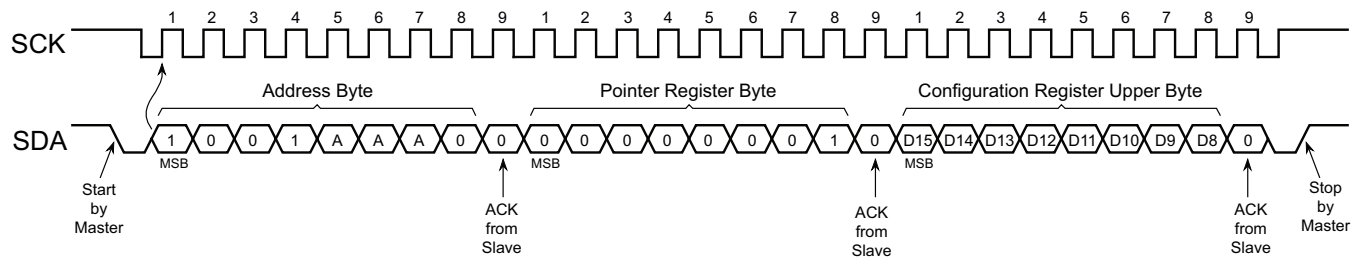 1 2 3 4 5 6 7 8 9 1 2 3 4 5 6 7 8 9 1 2 3 4 5 6 7 8 9
SCK
Address Byte Pointer Register Byte Configuration Register Upper Byte
SDA 1 0 0 1 A A A 0 0 0 0 0 0 0 0 0 1 0 D15 D14 D13 D12 D11 D10 D9 D8 0
MSB MSB MSB
Start
by
Master
ACK
from
Slave
ACK
from
Slave
ACK
from
Slave
Stop
by
Master